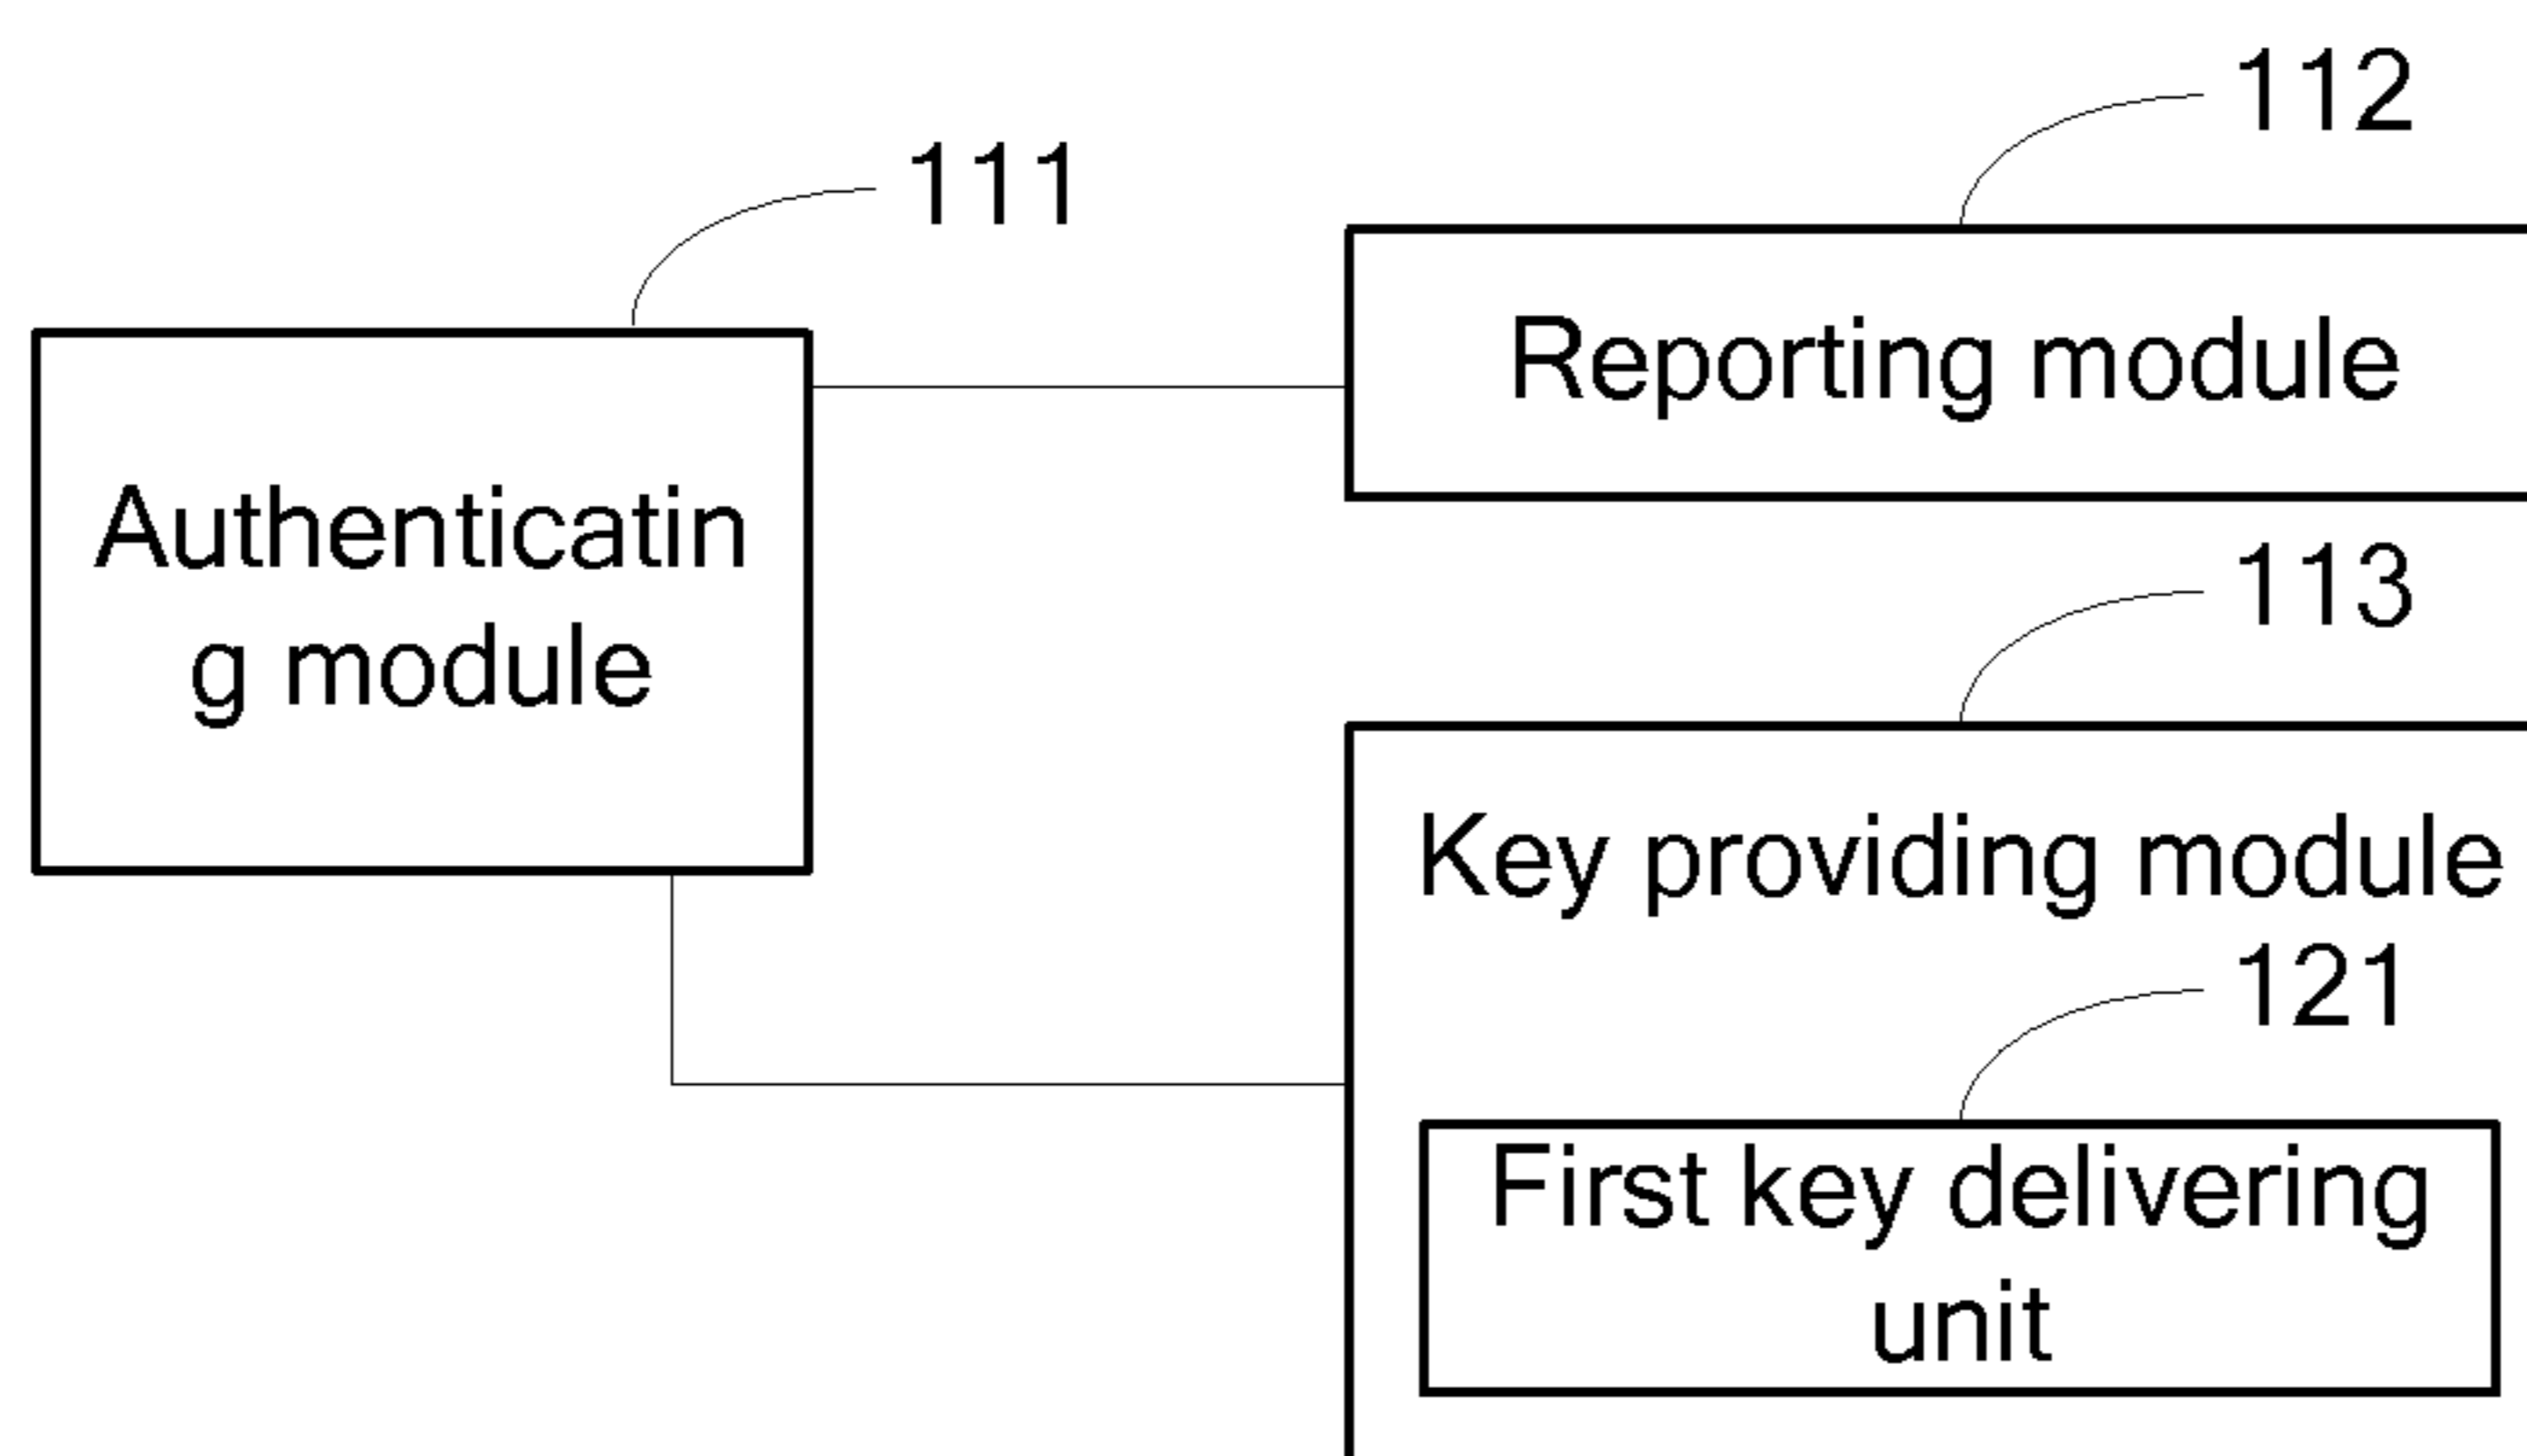 112
111
Reporting module
Authenticatin
g module
113
Key providing module
121
First key delivering
unit